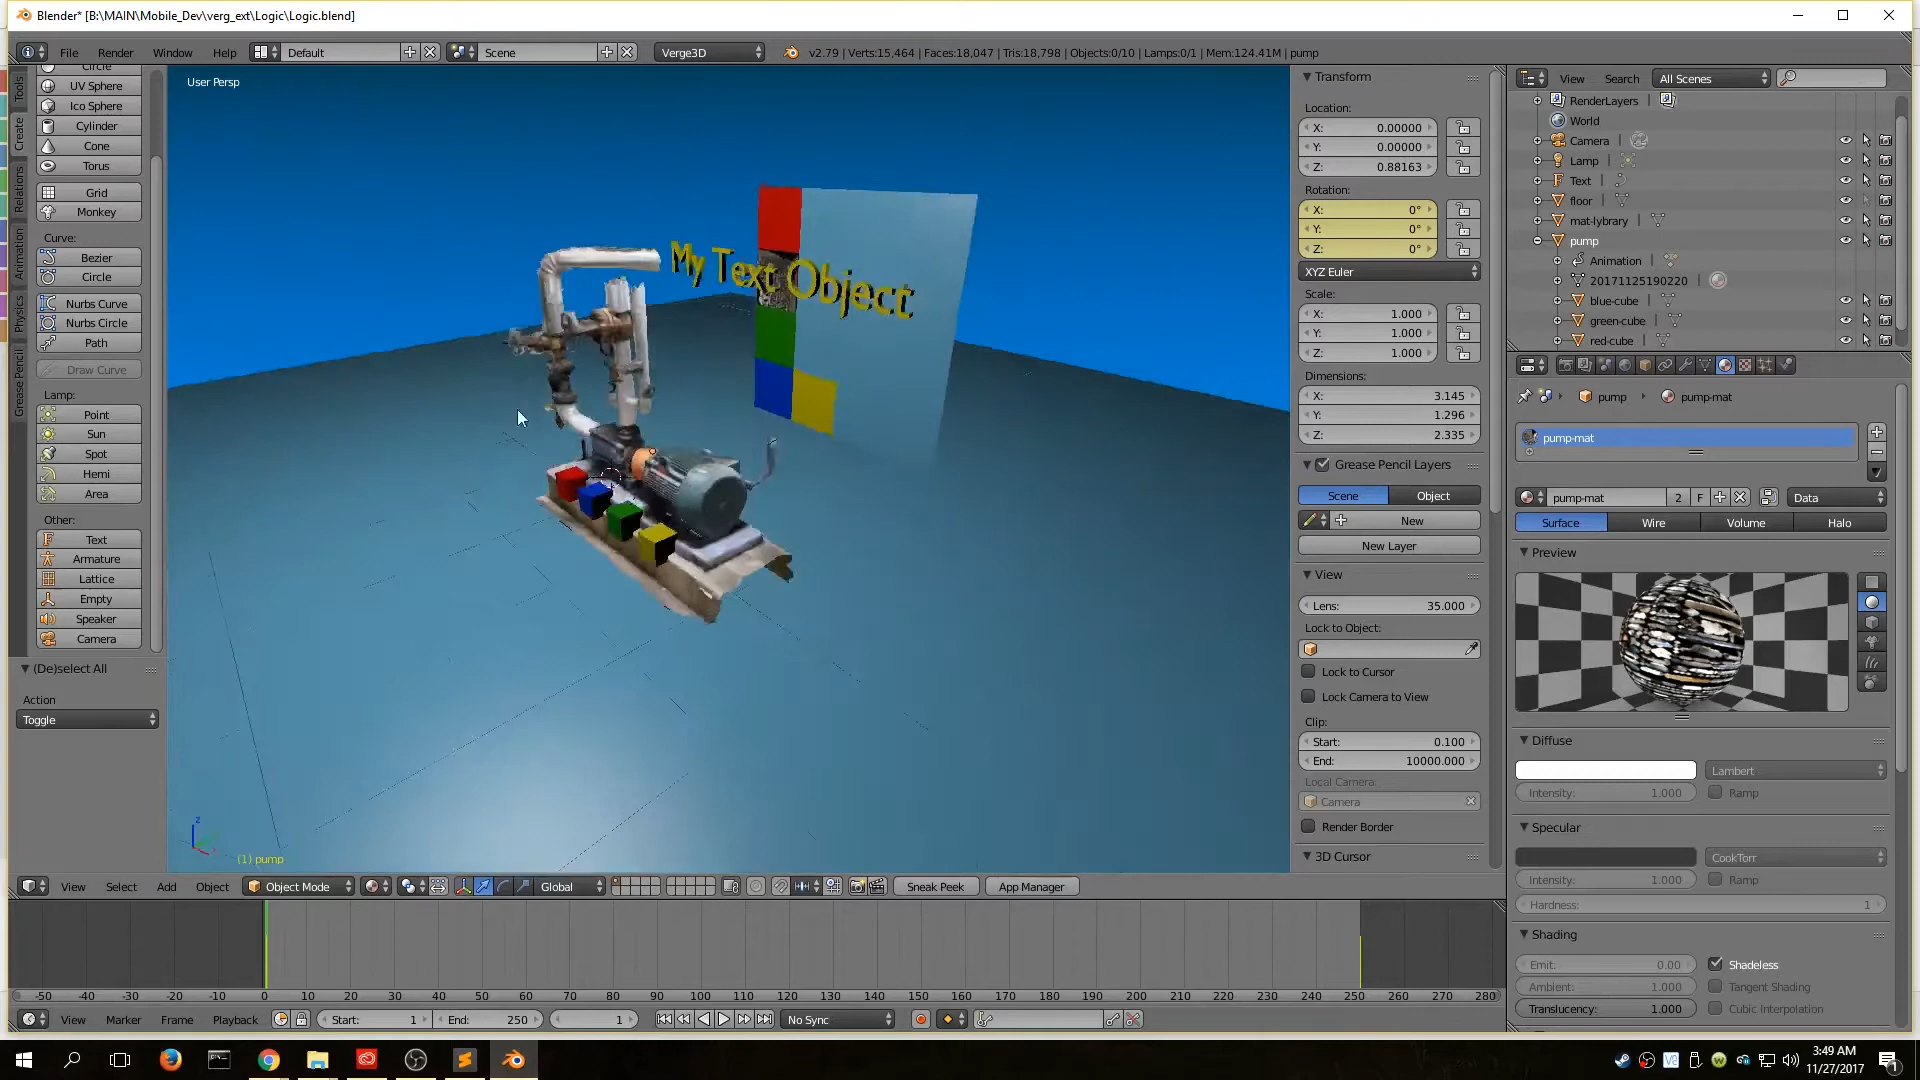 Blender* [B:\MAIN\Mobile_Dev\verg_ext\Logic\Logic.blend]
File Render Window Help Default Scene Verge3D v2.79 | Verts:15,464 | Faces:18,047 | Tris:18,798 | Objects:0/10 | Lamps:0/1 | Mem:124.41M | pump
Tools
Create
Relations
Animation
Physics
Grease Pencil
Circle
UV Sphere
Ico Sphere
Cylinder
Cone
Torus
Grid
Monkey
Curve:
Bezier
Circle
Nurbs Curve
Nurbs Circle
Path
Draw Curve
Lamp:
Point
Sun
Spot
Hemi
Area
Other:
Text
Armature
Lattice
Empty
Speaker
Camera
(De)select All
Action
Toggle
User Persp
My Text Object
z
(1) pump
Transform
Location:
X: 0.00000
Y: 0.00000
Z: 0.88163
Rotation:
X: 0°
Y: 0°
Z: 0°
XYZ Euler
Scale:
X: 1.000
Y: 1.000
Z: 1.000
Dimensions:
X: 3.145
Y: 1.296
Z: 2.335
Grease Pencil Layers
Scene Object
New
New Layer
View
Lens: 35.000
Lock to Object:
Lock to Cursor
Lock Camera to View
Clip:
Start: 0.100
End: 10000.000
Local Camera:
Camera
Render Border
3D Cursor
View Search All Scenes
RenderLayers
World
Camera
Lamp
Text
floor
mat-lybrary
pump
Animation
20171125190220
blue-cube
green-cube
red-cube
pump pump-mat
pump-mat
pump-mat 2 F Data
Surface Wire Volume Halo
Preview
Diffuse
Lambert
Intensity: 1.000 Ramp
Specular
CookTorr
Intensity: 1.000 Ramp
Hardness: 1
Shading
Emit: 0.00 Shadeless
Ambient: 1.000 Tangent Shading
Translucency: 1.000 Cubic Interpolation
View Select Add Object Object Mode Global Sneak Peek App Manager
-50 -40 -30 -20 -10 0 10 20 30 40 50 60 70 80 90 100 110 120 130 140 150 160 170 180 190 200 210 220 230 240 250 260 270 280
View Marker Frame Playback Start: 1 End: 250 1 No Sync
3:49 AM
11/27/2017
1